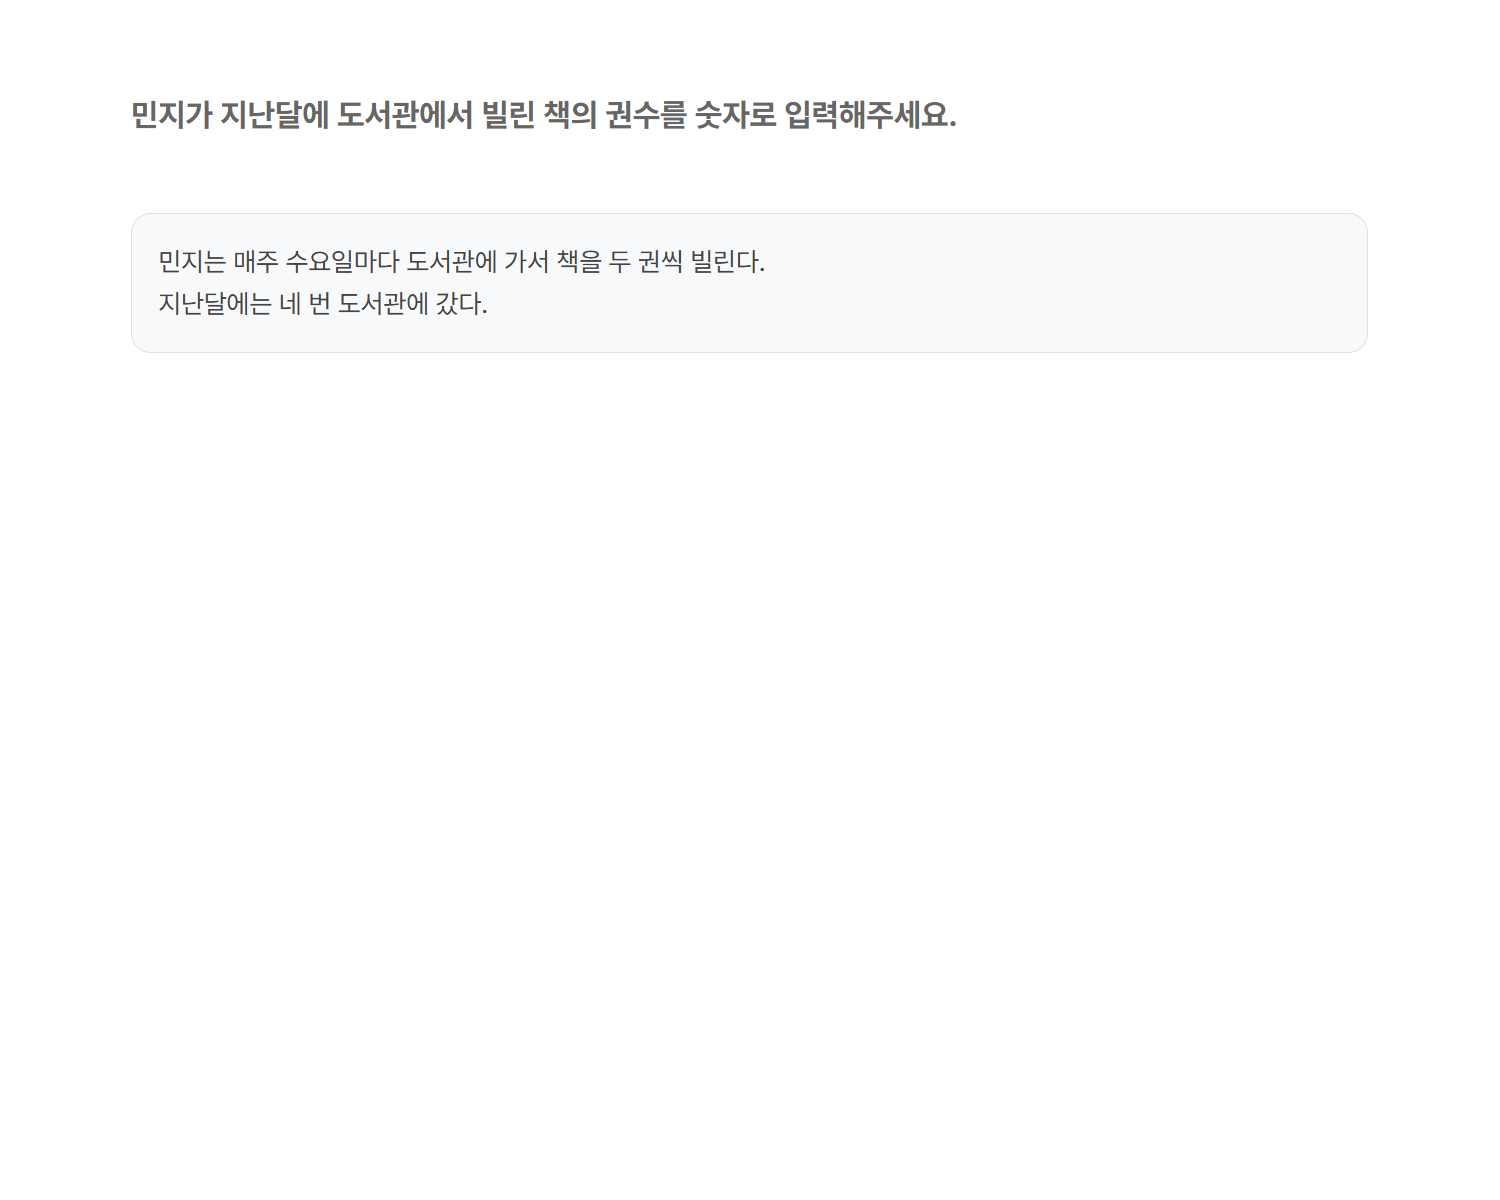 민지가 지난달에 도서관에서 빌린 책의 권수를 숫자로 입력해주세요.
민지는 매주 수요일마다 도서관에 가서 책을 두 권씩 빌린다.
지난달에는 네 번 도서관에 갔다.